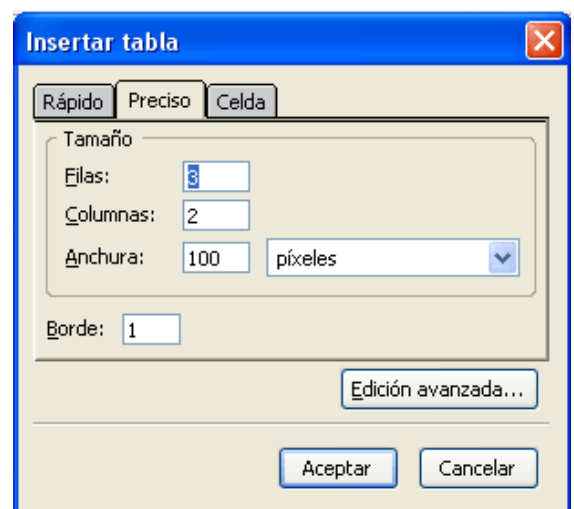 Insertar tabla
Rápido Preciso Celda
Tamaño
Filas: 3
Columnas: 2
Anchura: 100 píxeles
Borde: 1
Edición avanzada...
Aceptar Cancelar